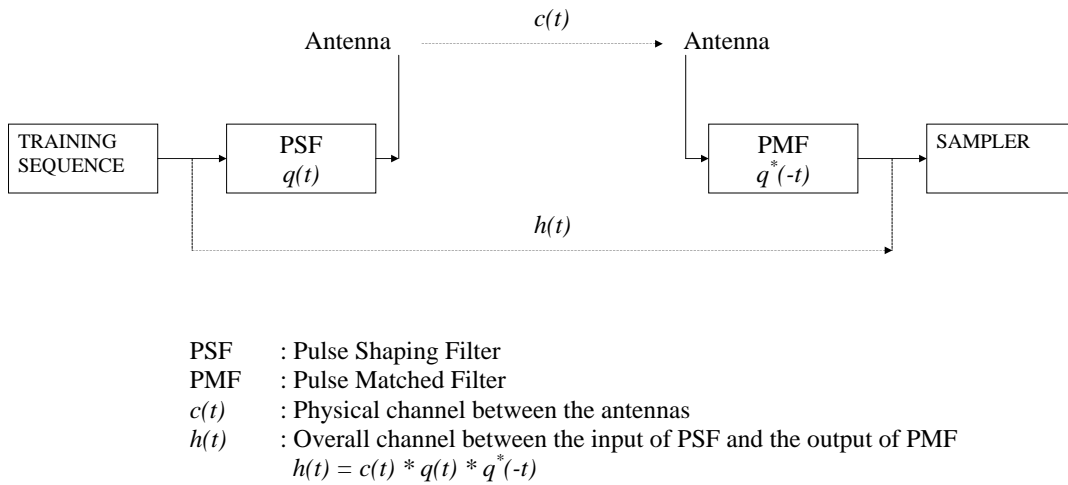 c(t)
Antenna Antenna
TRAINING SEQUENCE
PSF
q(t)
PMF
q*(-t)
SAMPLER
h(t)
PSF : Pulse Shaping Filter
PMF : Pulse Matched Filter
c(t) : Physical channel between the antennas
h(t) : Overall channel between the input of PSF and the output of PMF
h(t) = c(t) * q(t) * q*(-t)